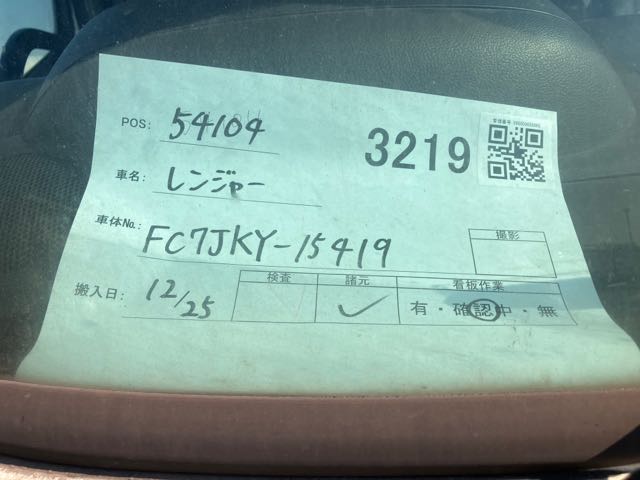 POS: 54104
3219
車名: レンジャー
車体No.: FC7JKY-15419
撮影
搬入日: 12/25
検査 諸元 看板作業
有・確認中・無